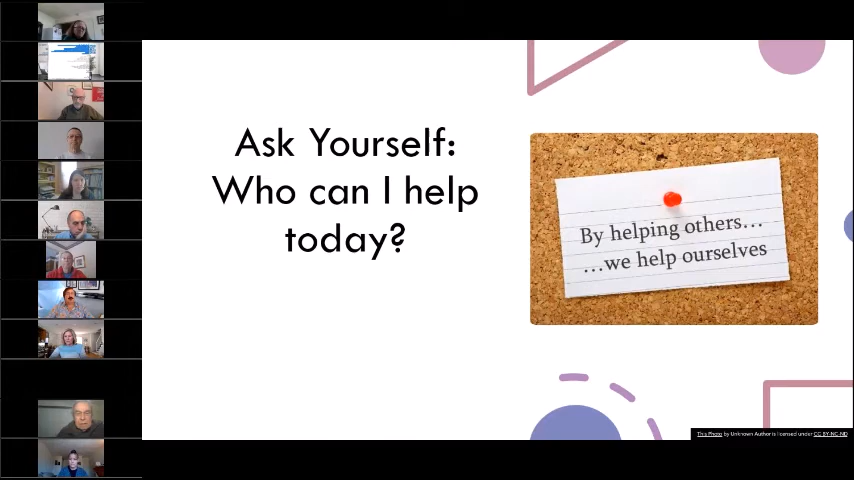 Ask Yourself:
Who can I help
today?
By helping others...
...we help ourselves
This Photo by Unknown Author is licensed under CC BY-NC-ND